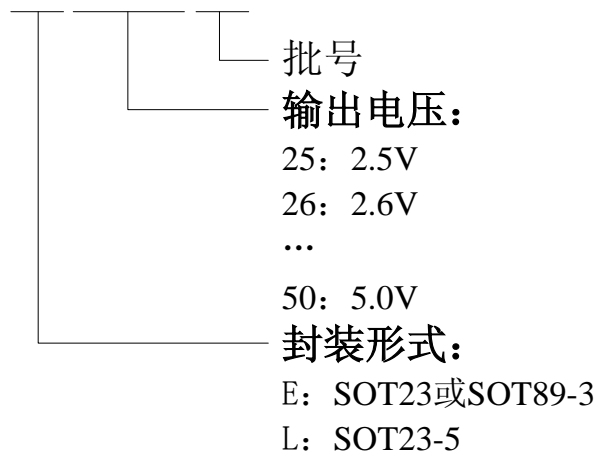 批号
输出电压：
25：2.5V
26：2.6V
…
50：5.0V
封装形式：
E：SOT23或SOT89-3
L：SOT23-5